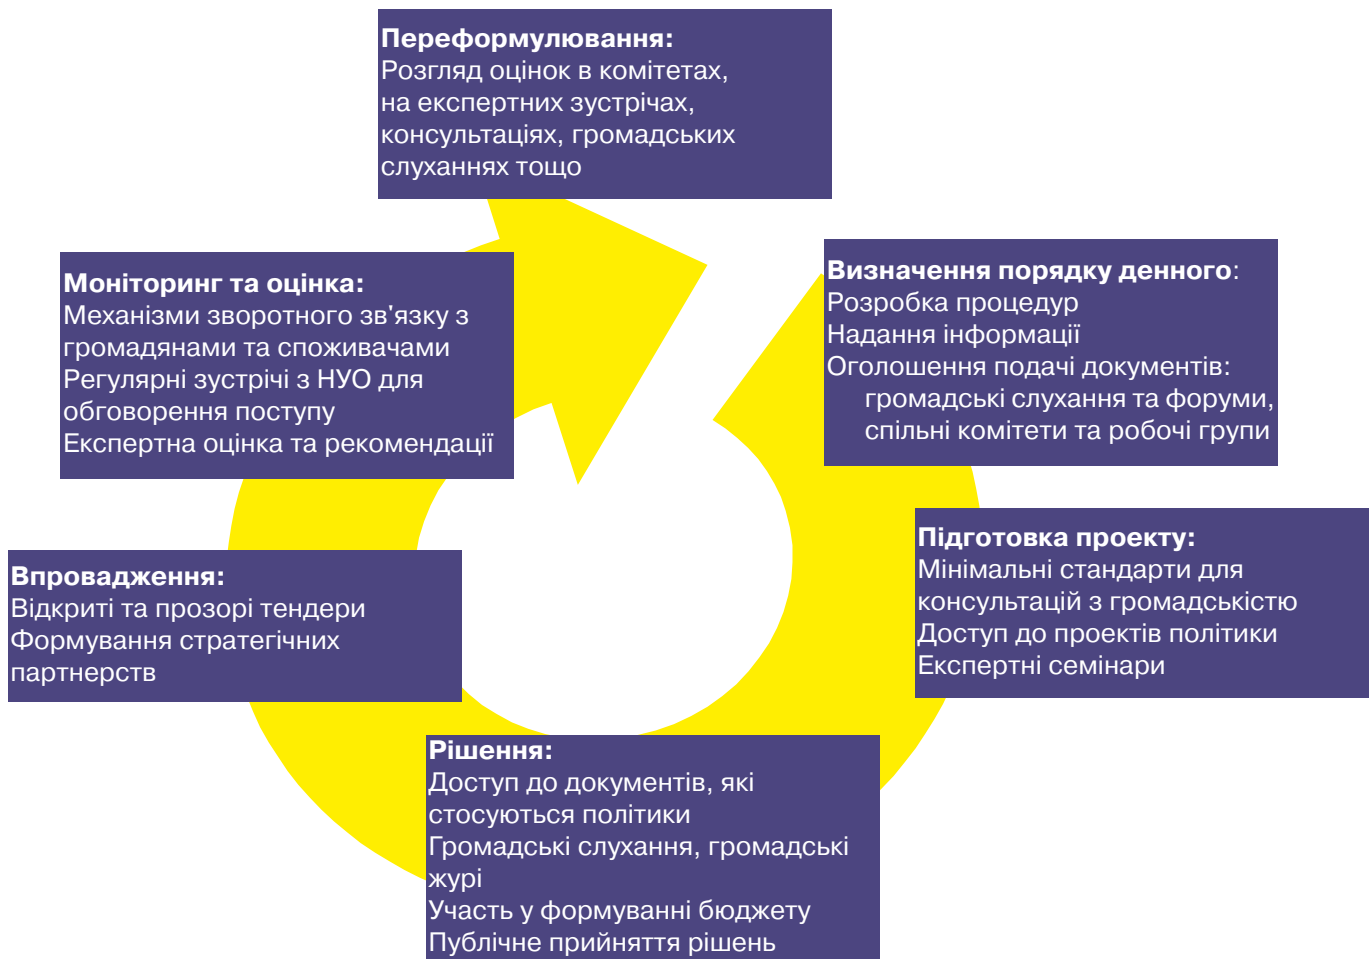 Переформулювання:
Розгляд оцінок в комітетах,
на експертних зустрічах,
консультаціях, громадських
слуханнях тощо
Визначення порядку денного:
Розробка процедур
Надання інформації
Оголошення подачі документів:
громадські слухання та форуми,
спільні комітети та робочі групи
Підготовка проекту:
Мінімальні стандарти для
консультацій з громадськістю
Доступ до проектів політики
Експертні семінари
Рішення:
Доступ до документів, які
стосуються політики
Громадські слухання, громадські
журі
Участь у формуванні бюджету
Публічне прийняття рішень
Впровадження:
Відкриті та прозорі тендери
Формування стратегічних
партнерств
Моніторинг та оцінка:
Механізми зворотного зв'язку з
громадянами та споживачами
Регулярні зустрічі з НУО для
обговорення поступу
Експертна оцінка та рекомендації